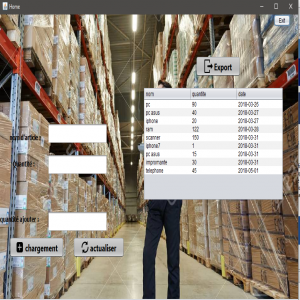 Home
Exit
Export
nom quantite date
pc 90 2018-03-26
pc asus 40 2018-03-27
iphone 20 2018-03-27
ram 122 2018-03-28
scanner 150 2018-03-31
iphone7 1 2018-03-31
pc asus 15 2018-03-31
imprimante 30 2018-03-31
telephone 45 2018-05-01
nom d'article :
Quantité :
quantité ajouter :
chargement
actualiser